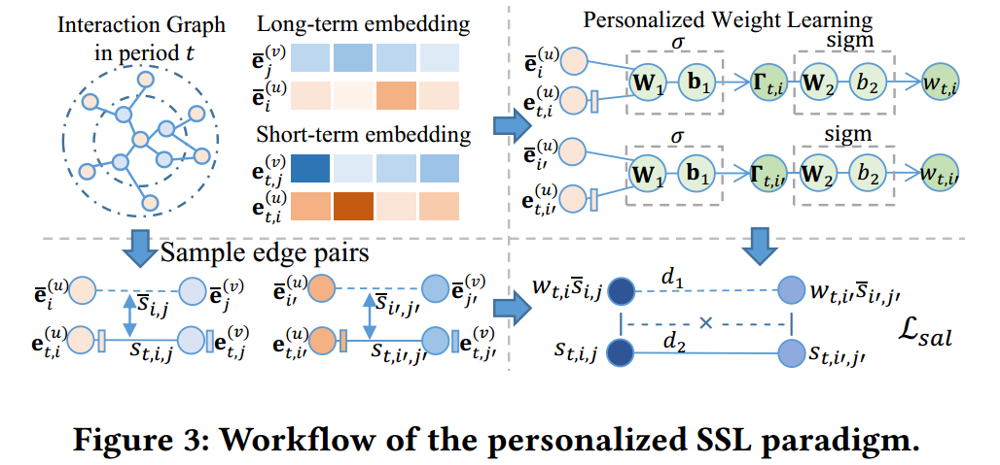 Interaction Graph
in period t
Long-term embedding
ē_j^(v)
ē_i^(u)
Short-term embedding
e_{t,j}^(v)
e_{t,i}^(u)
Personalized Weight Learning
σ
sigm
ē_i^(u)
e_{t,i}^(u)
W_1
b_1
Γ_{t,i}
W_2
b_2
w_{t,i}
σ
sigm
ē_{i′}^(u)
e_{t,i′}^(u)
W_1
b_1
Γ_{t,i′}
W_2
b_2
w_{t,i′}
Sample edge pairs
ē_i^(u)
s̄_{i,j}
ē_j^(v)
e_{t,i}^(u)
s_{t,i,j}
e_{t,j}^(v)
ē_{i′}^(u)
s̄_{i′,j′}
ē_{j′}^(v)
e_{t,i′}^(u)
s_{t,i′,j′}
e_{t,j′}^(v)
w_{t,i}s̄_{i,j}
d_1
w_{t,i′}s̄_{i′,j′}
×
s_{t,i,j}
d_2
s_{t,i′,j′}
ℒ_sal
Figure 3: Workflow of the personalized SSL paradigm.